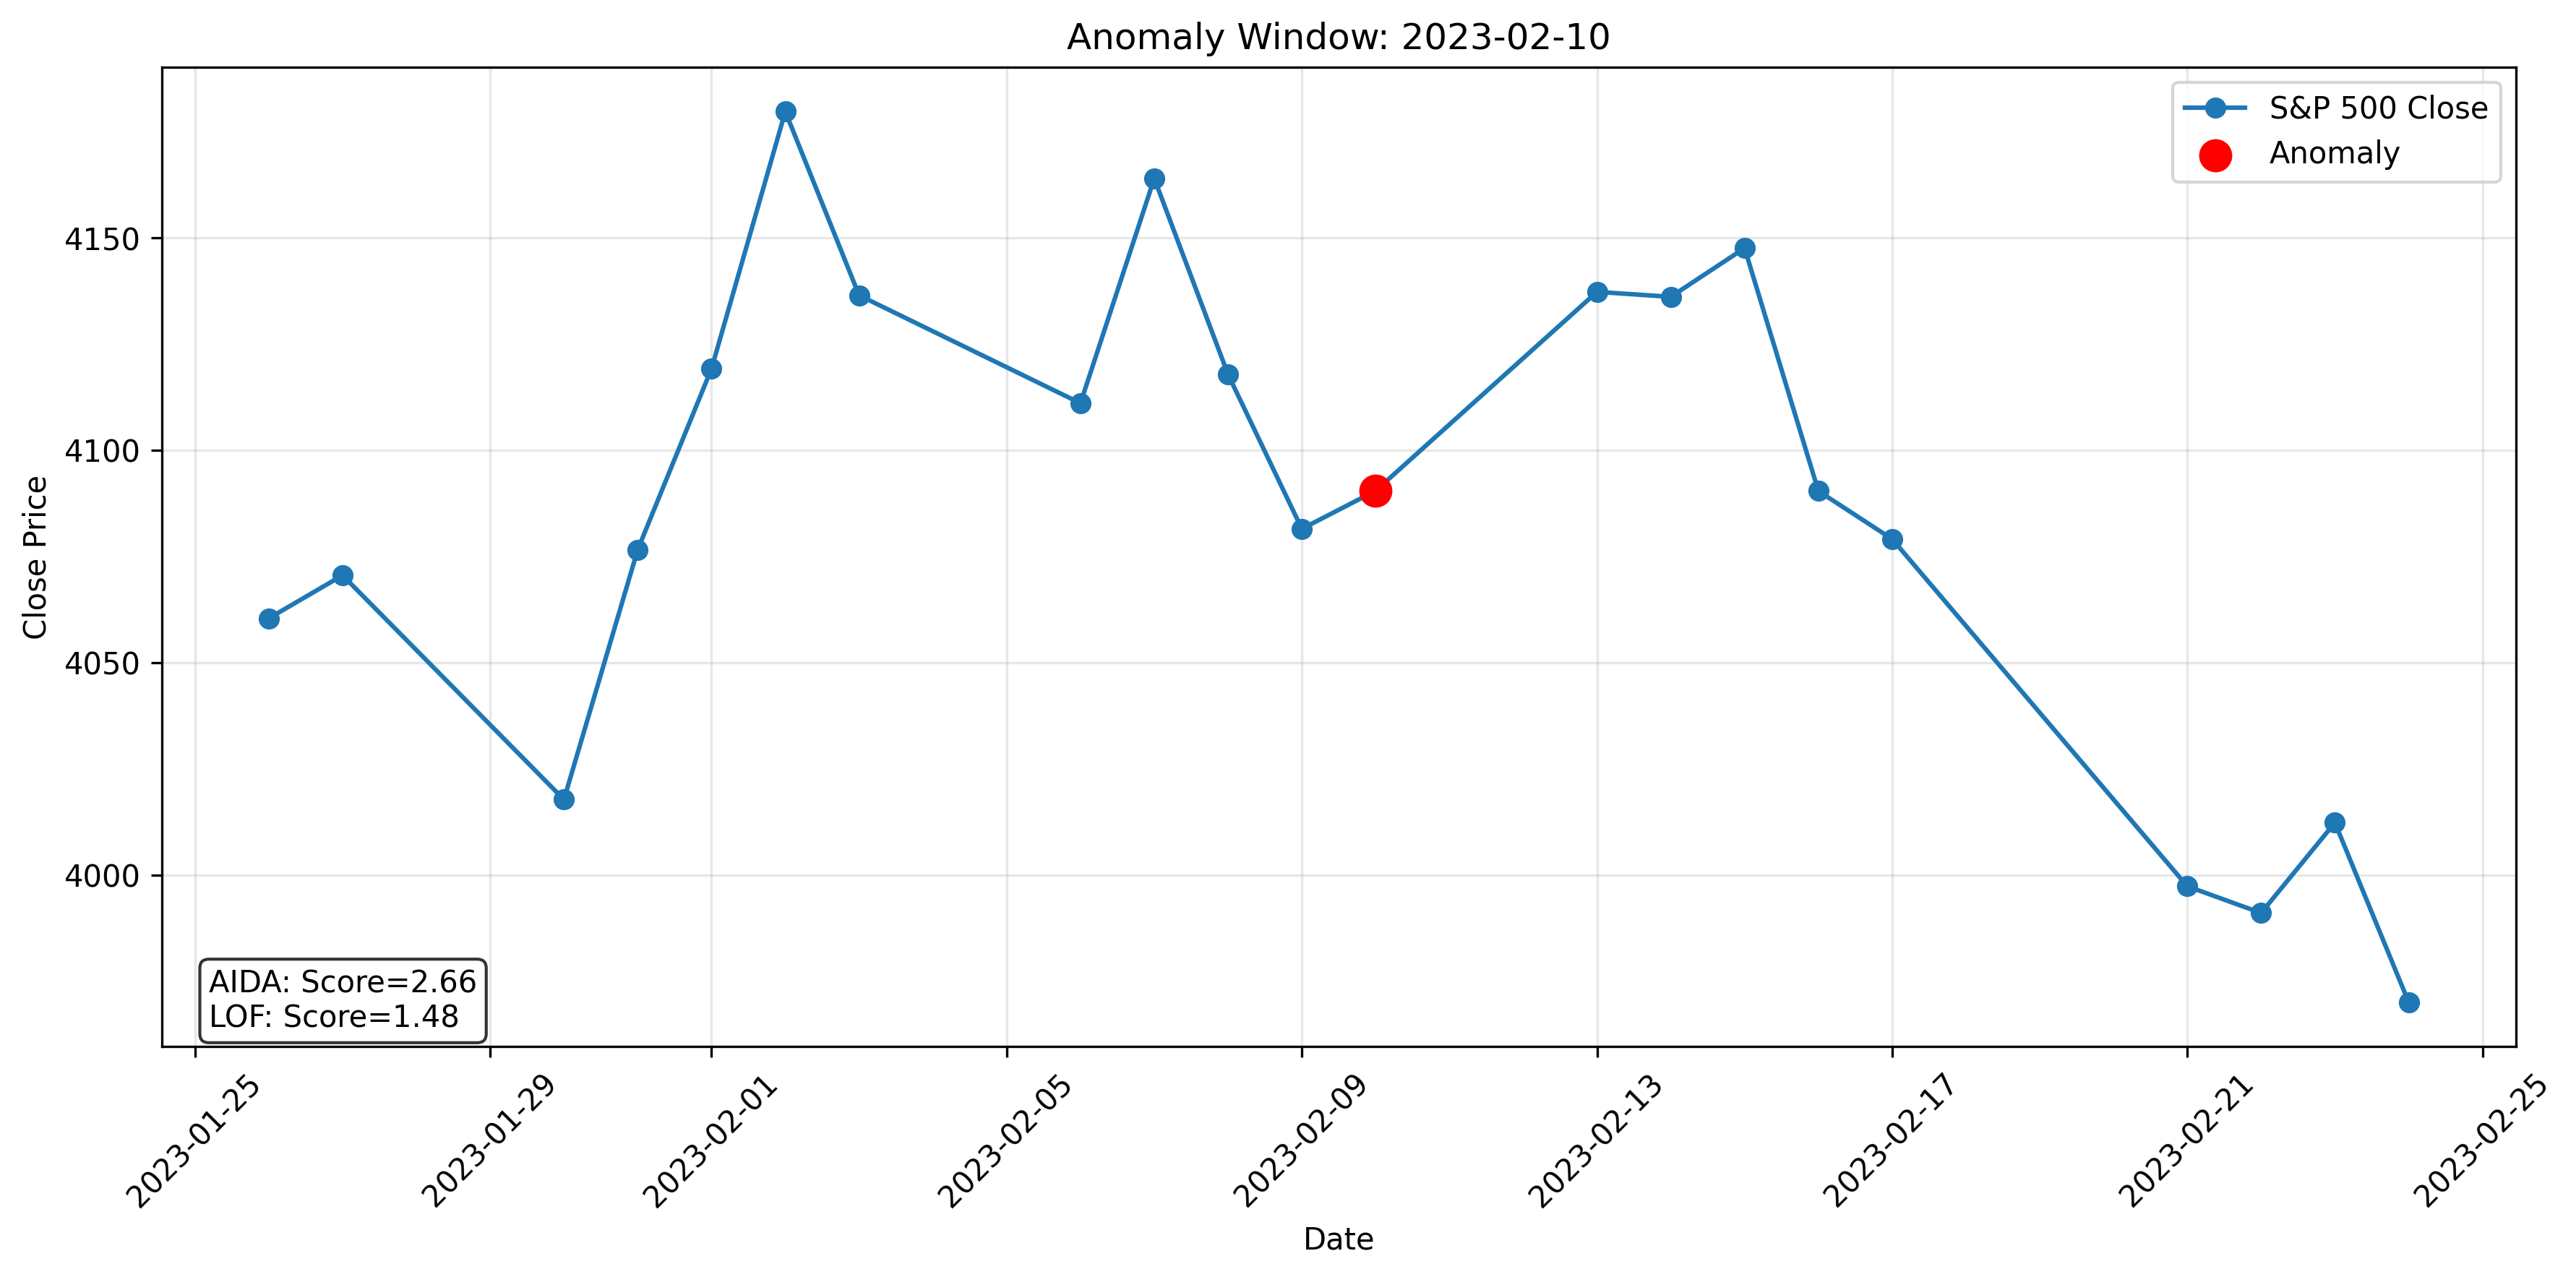 Anomaly Window: 2023-02-10
S&P 500 Close
Anomaly
Close Price
4150
4100
4050
4000
AIDA: Score=2.66
LOF: Score=1.48
2023-01-25
2023-01-29
2023-02-01
2023-02-05
2023-02-09
2023-02-13
2023-02-17
2023-02-21
2023-02-25
Date